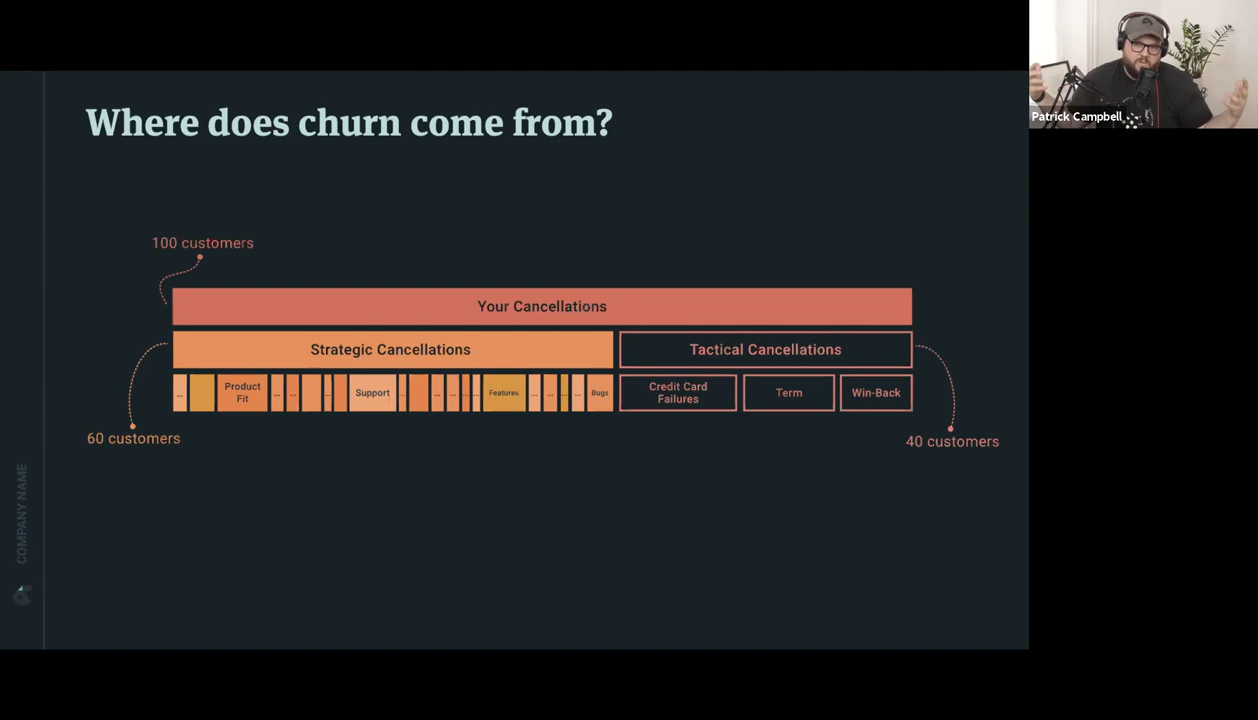 Where does churn come from?
Patrick Campbell
100 customers
Your Cancellations
Strategic Cancellations
Tactical Cancellations
...
Product
Fit
...
...
...
Support
...
...
...
...
...
Features
...
...
...
...
Bugs
Credit Card
Failures
Term
Win-Back
60 customers
40 customers
COMPANY NAME